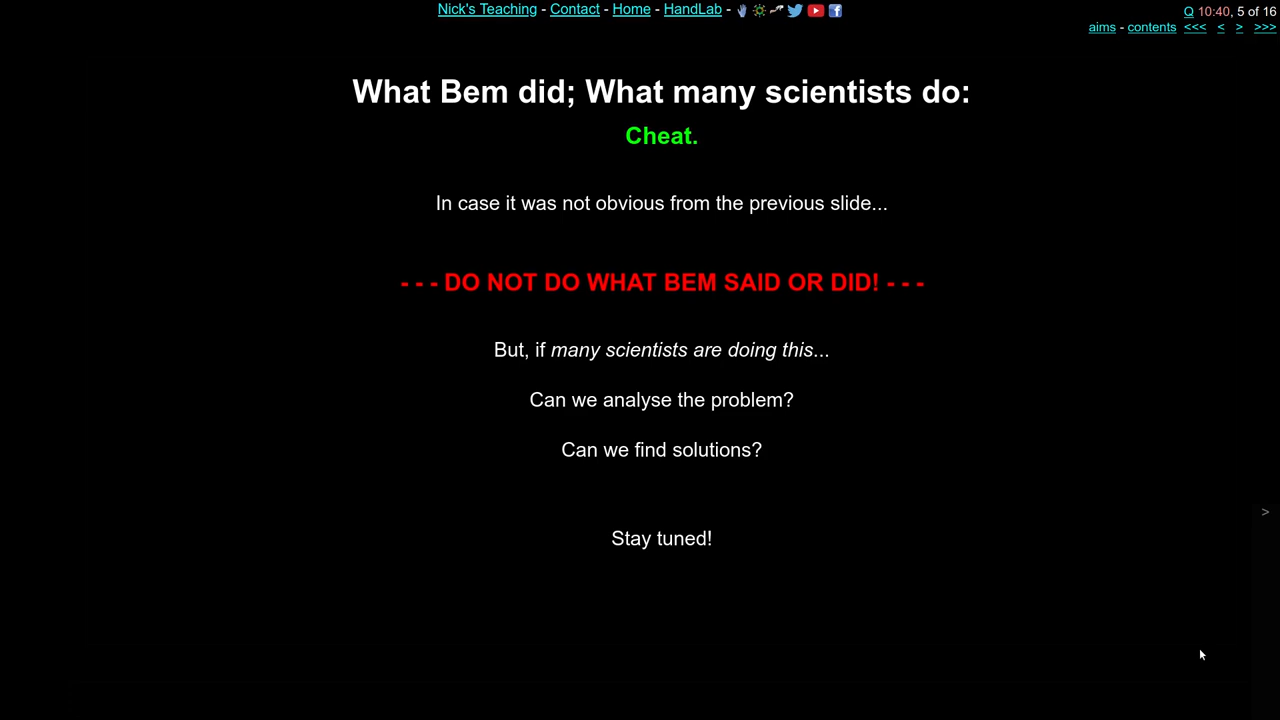 Nick's Teaching - Contact - Home - HandLab -
Q 10:40, 5 of 16
aims - contents <<< < > >>>
What Bem did; What many scientists do:
Cheat.
In case it was not obvious from the previous slide...
- - - DO NOT DO WHAT BEM SAID OR DID! - - -
But, if many scientists are doing this...
Can we analyse the problem?
Can we find solutions?
>
Stay tuned!